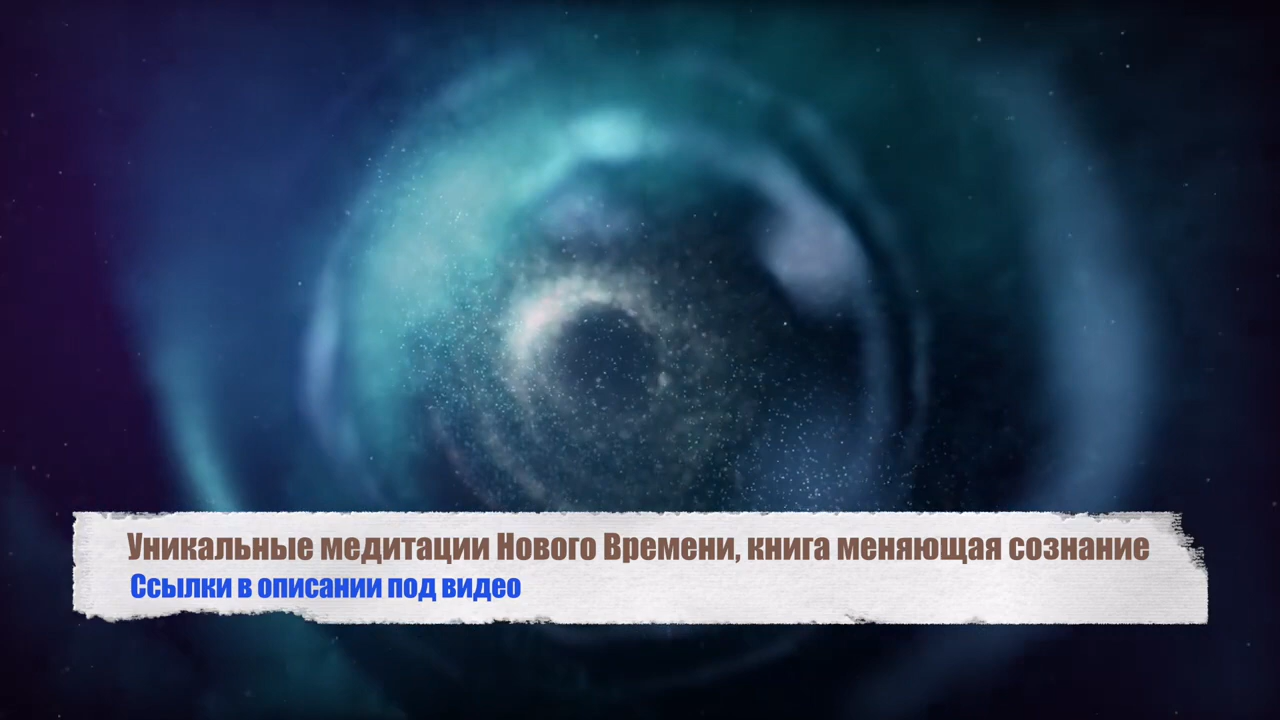 Уникальные медитации Нового Времени, книга меняющая сознание
Ссылки в описании под видео